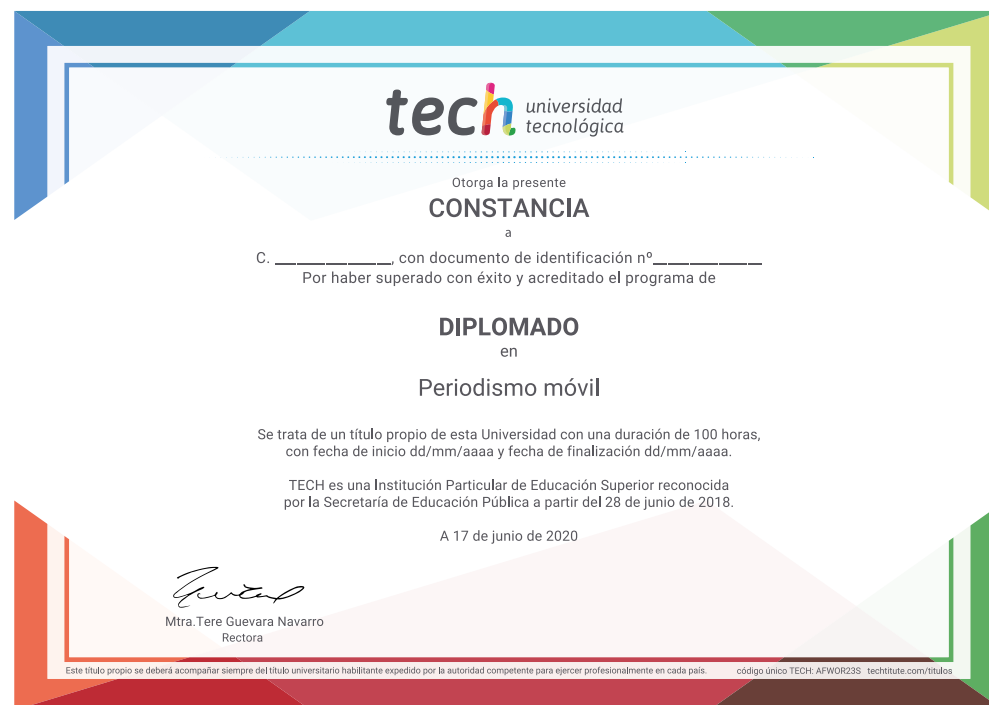 tech universidad
tecnológica
Otorga la presente
CONSTANCIA
a
C. ______________, con documento de identificación nº______________
Por haber superado con éxito y acreditado el programa de
DIPLOMADO
en
Periodismo móvil
Se trata de un título propio de esta Universidad con una duración de 100 horas,
con fecha de inicio dd/mm/aaaa y fecha de finalización dd/mm/aaaa.
TECH es una Institución Particular de Educación Superior reconocida
por la Secretaría de Educación Pública a partir del 28 de junio de 2018.
A 17 de junio de 2020
Mtra.Tere Guevara Navarro
Rectora
Este título propio se deberá acompañar siempre del título universitario habilitante expedido por la autoridad competente para ejercer profesionalmente en cada país. código único TECH: AFWOR23S techtitute.com/titulos